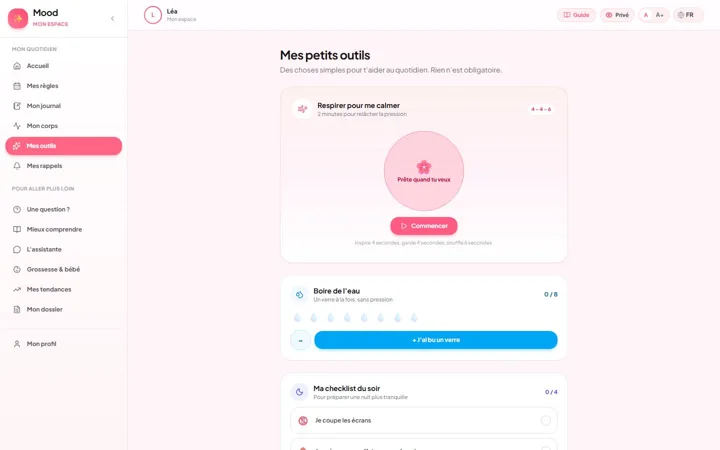 Mood
MON ESPACE
MON QUOTIDIEN
Accueil
Mes règles
Mon journal
Mon corps
Mes outils
Mes rappels
POUR ALLER PLUS LOIN
Une question ?
Mieux comprendre
L'assistante
Grossesse & bébé
Mes tendances
Mon dossier
Mon profil
L
Léa
Mon espace
Guide
Privé
A
A+
FR
Mes petits outils
Des choses simples pour t'aider au quotidien. Rien n'est obligatoire.
Respirer pour me calmer
2 minutes pour relâcher la pression
4 - 4 - 6
Prête quand tu veux
Commencer
Inspire 4 secondes, garde 4 secondes, souffle 6 secondes
Boire de l'eau
Un verre à la fois, sans pression
0 / 8
−
+ J'ai bu un verre
Ma checklist du soir
Pour préparer une nuit plus tranquille
0 / 4
Je coupe les écrans